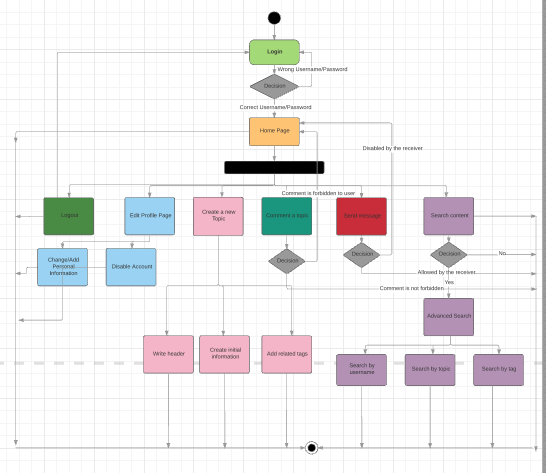 Login
Wrong Username/Password
Decision
Correct Username/Password
Home Page
Disabled by the receiver
Comment is forbidden to user
Logout
Edit Profile Page
Create a new
Topic
Comment a topic
Send message
Search content
Change/Add
Personal
Information
Disable Account
Decision
Decision
Decision
No
Allowed by the receiver
Yes
Comment is not forbidden
Advanced Search
Write header
Create initial
information
Add related tags
Search by
username
Search by topic
Search by tag